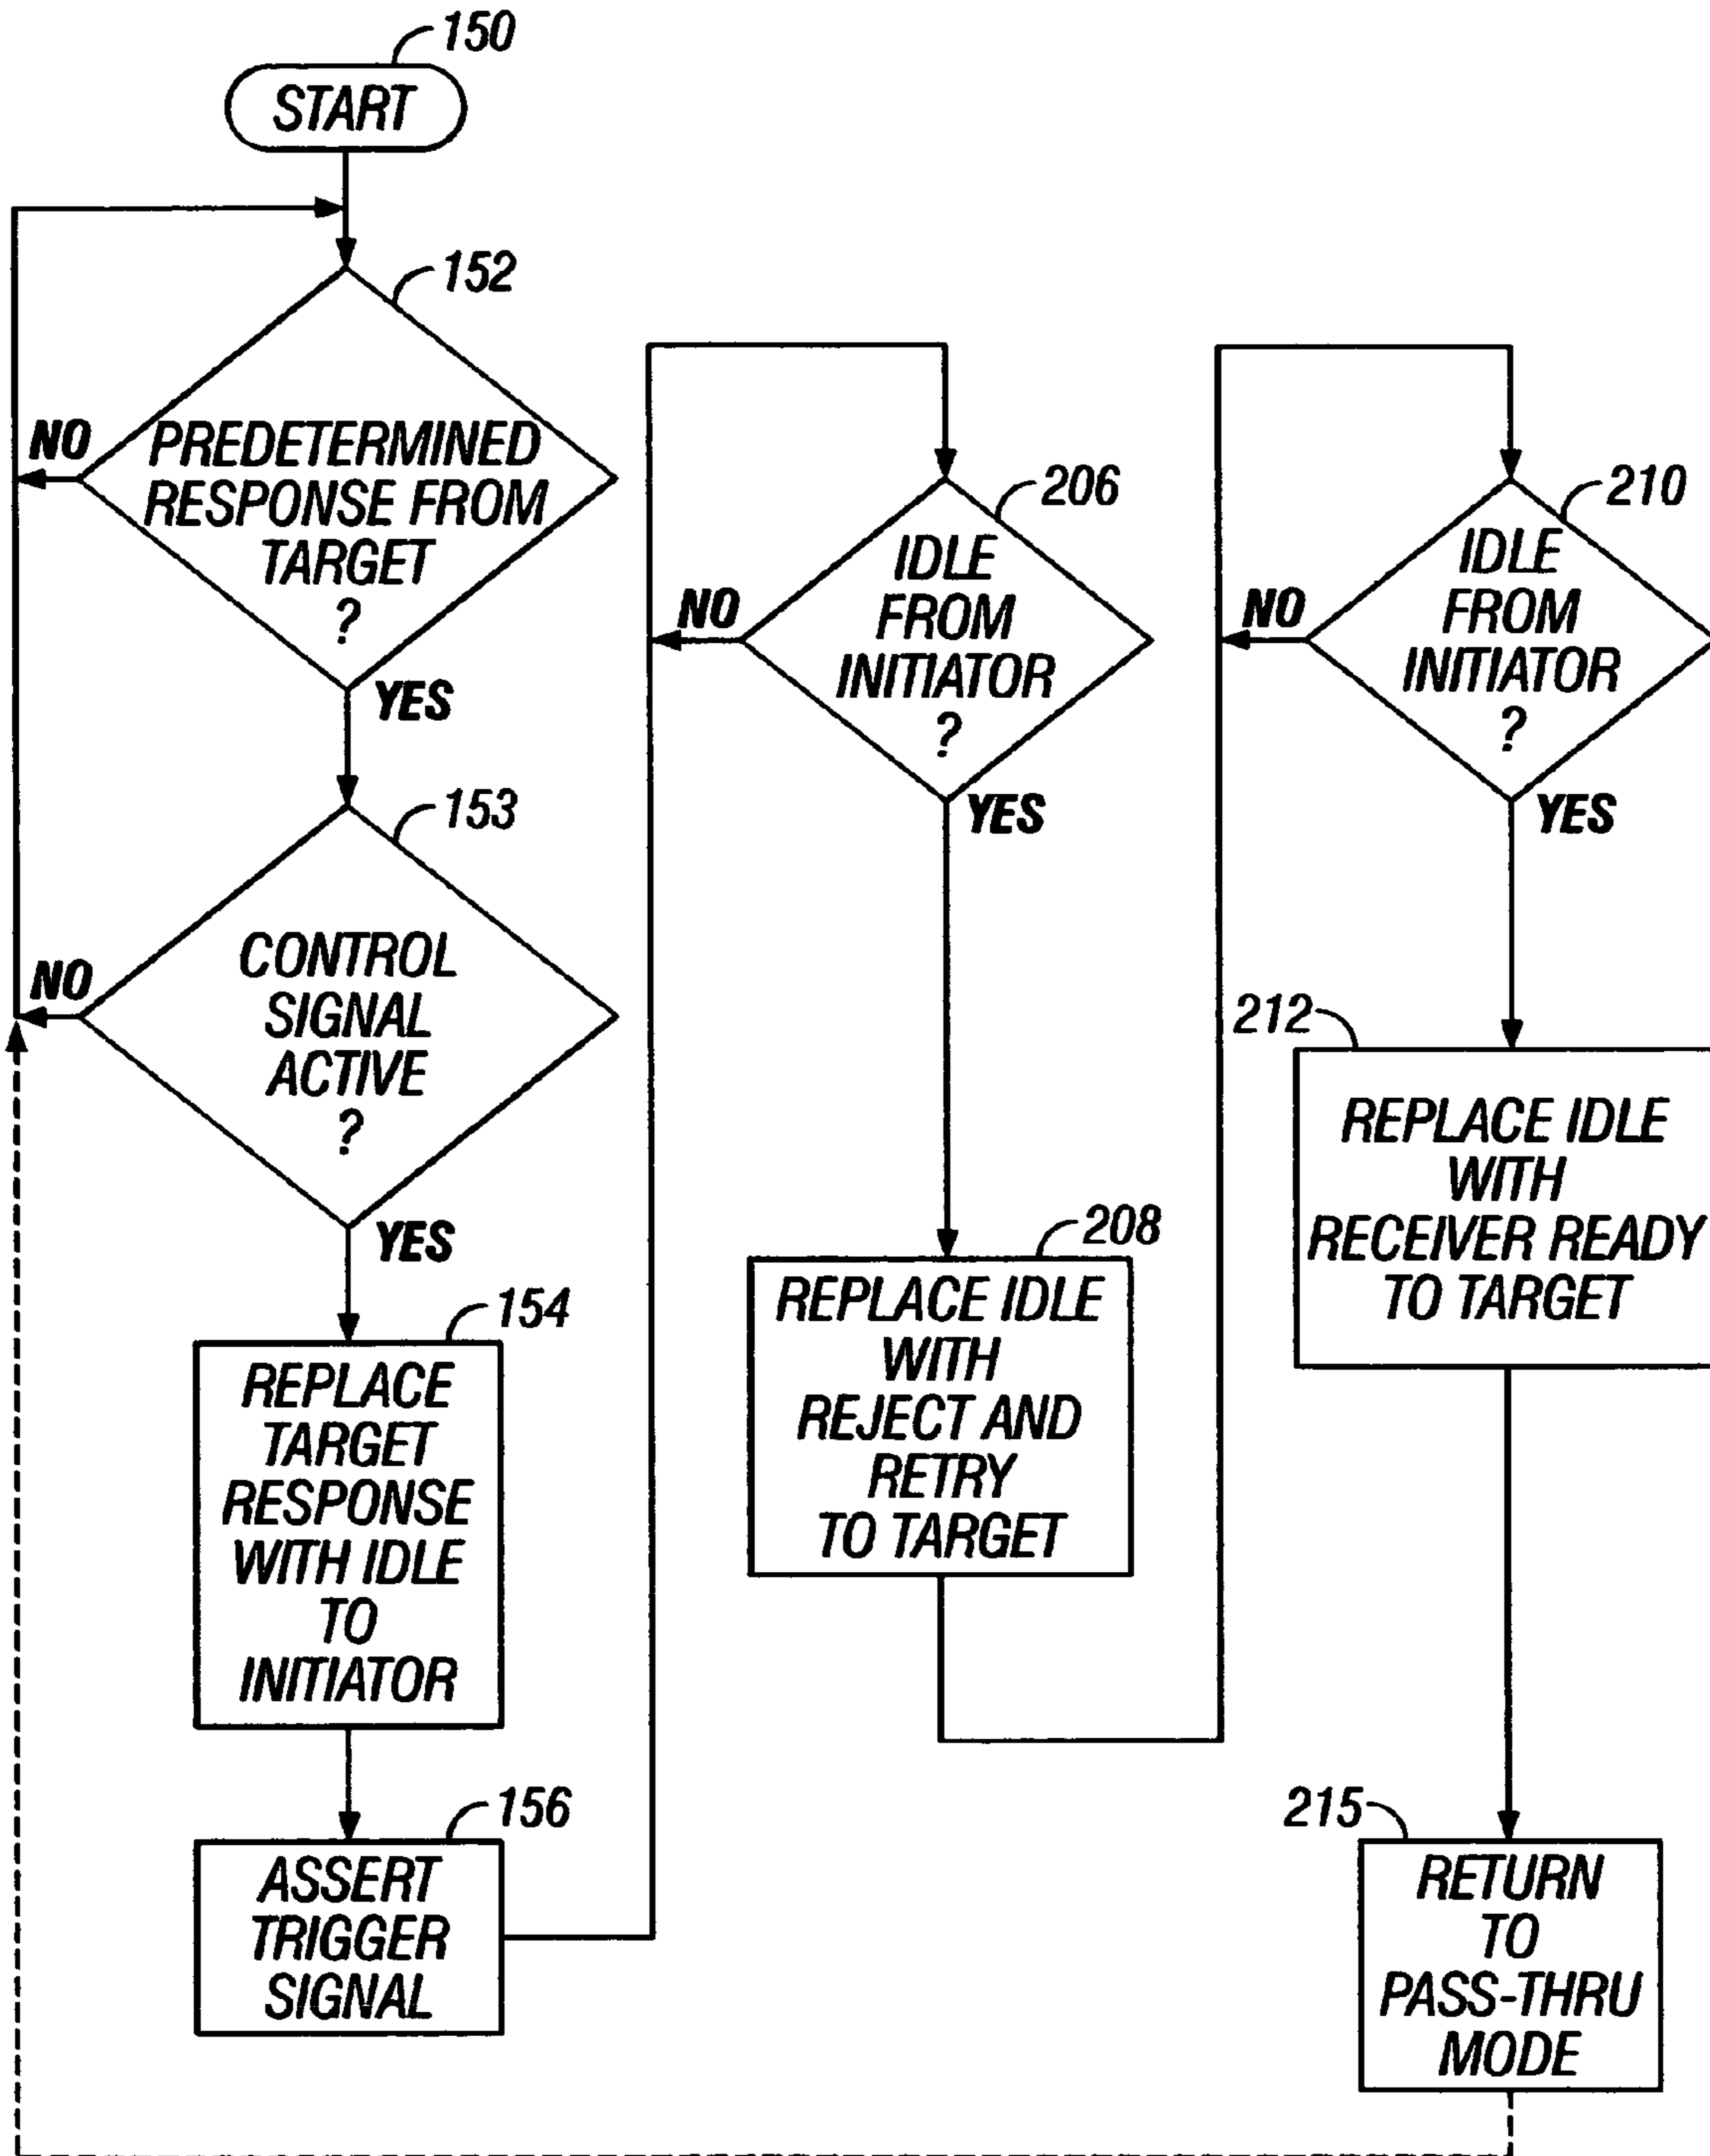 150
START
152
NO
PREDETERMINED
RESPONSE FROM
TARGET
?
YES
153
NO
CONTROL
SIGNAL
ACTIVE
?
YES
154
REPLACE
TARGET
RESPONSE
WITH IDLE
TO
INITIATOR
156
ASSERT
TRIGGER
SIGNAL
206
NO
IDLE
FROM
INITIATOR
?
YES
208
REPLACE IDLE
WITH
REJECT AND
RETRY
TO TARGET
210
NO
IDLE
FROM
INITIATOR
?
YES
212
REPLACE IDLE
WITH
RECEIVER READY
TO TARGET
215
RETURN
TO
PASS-THRU
MODE